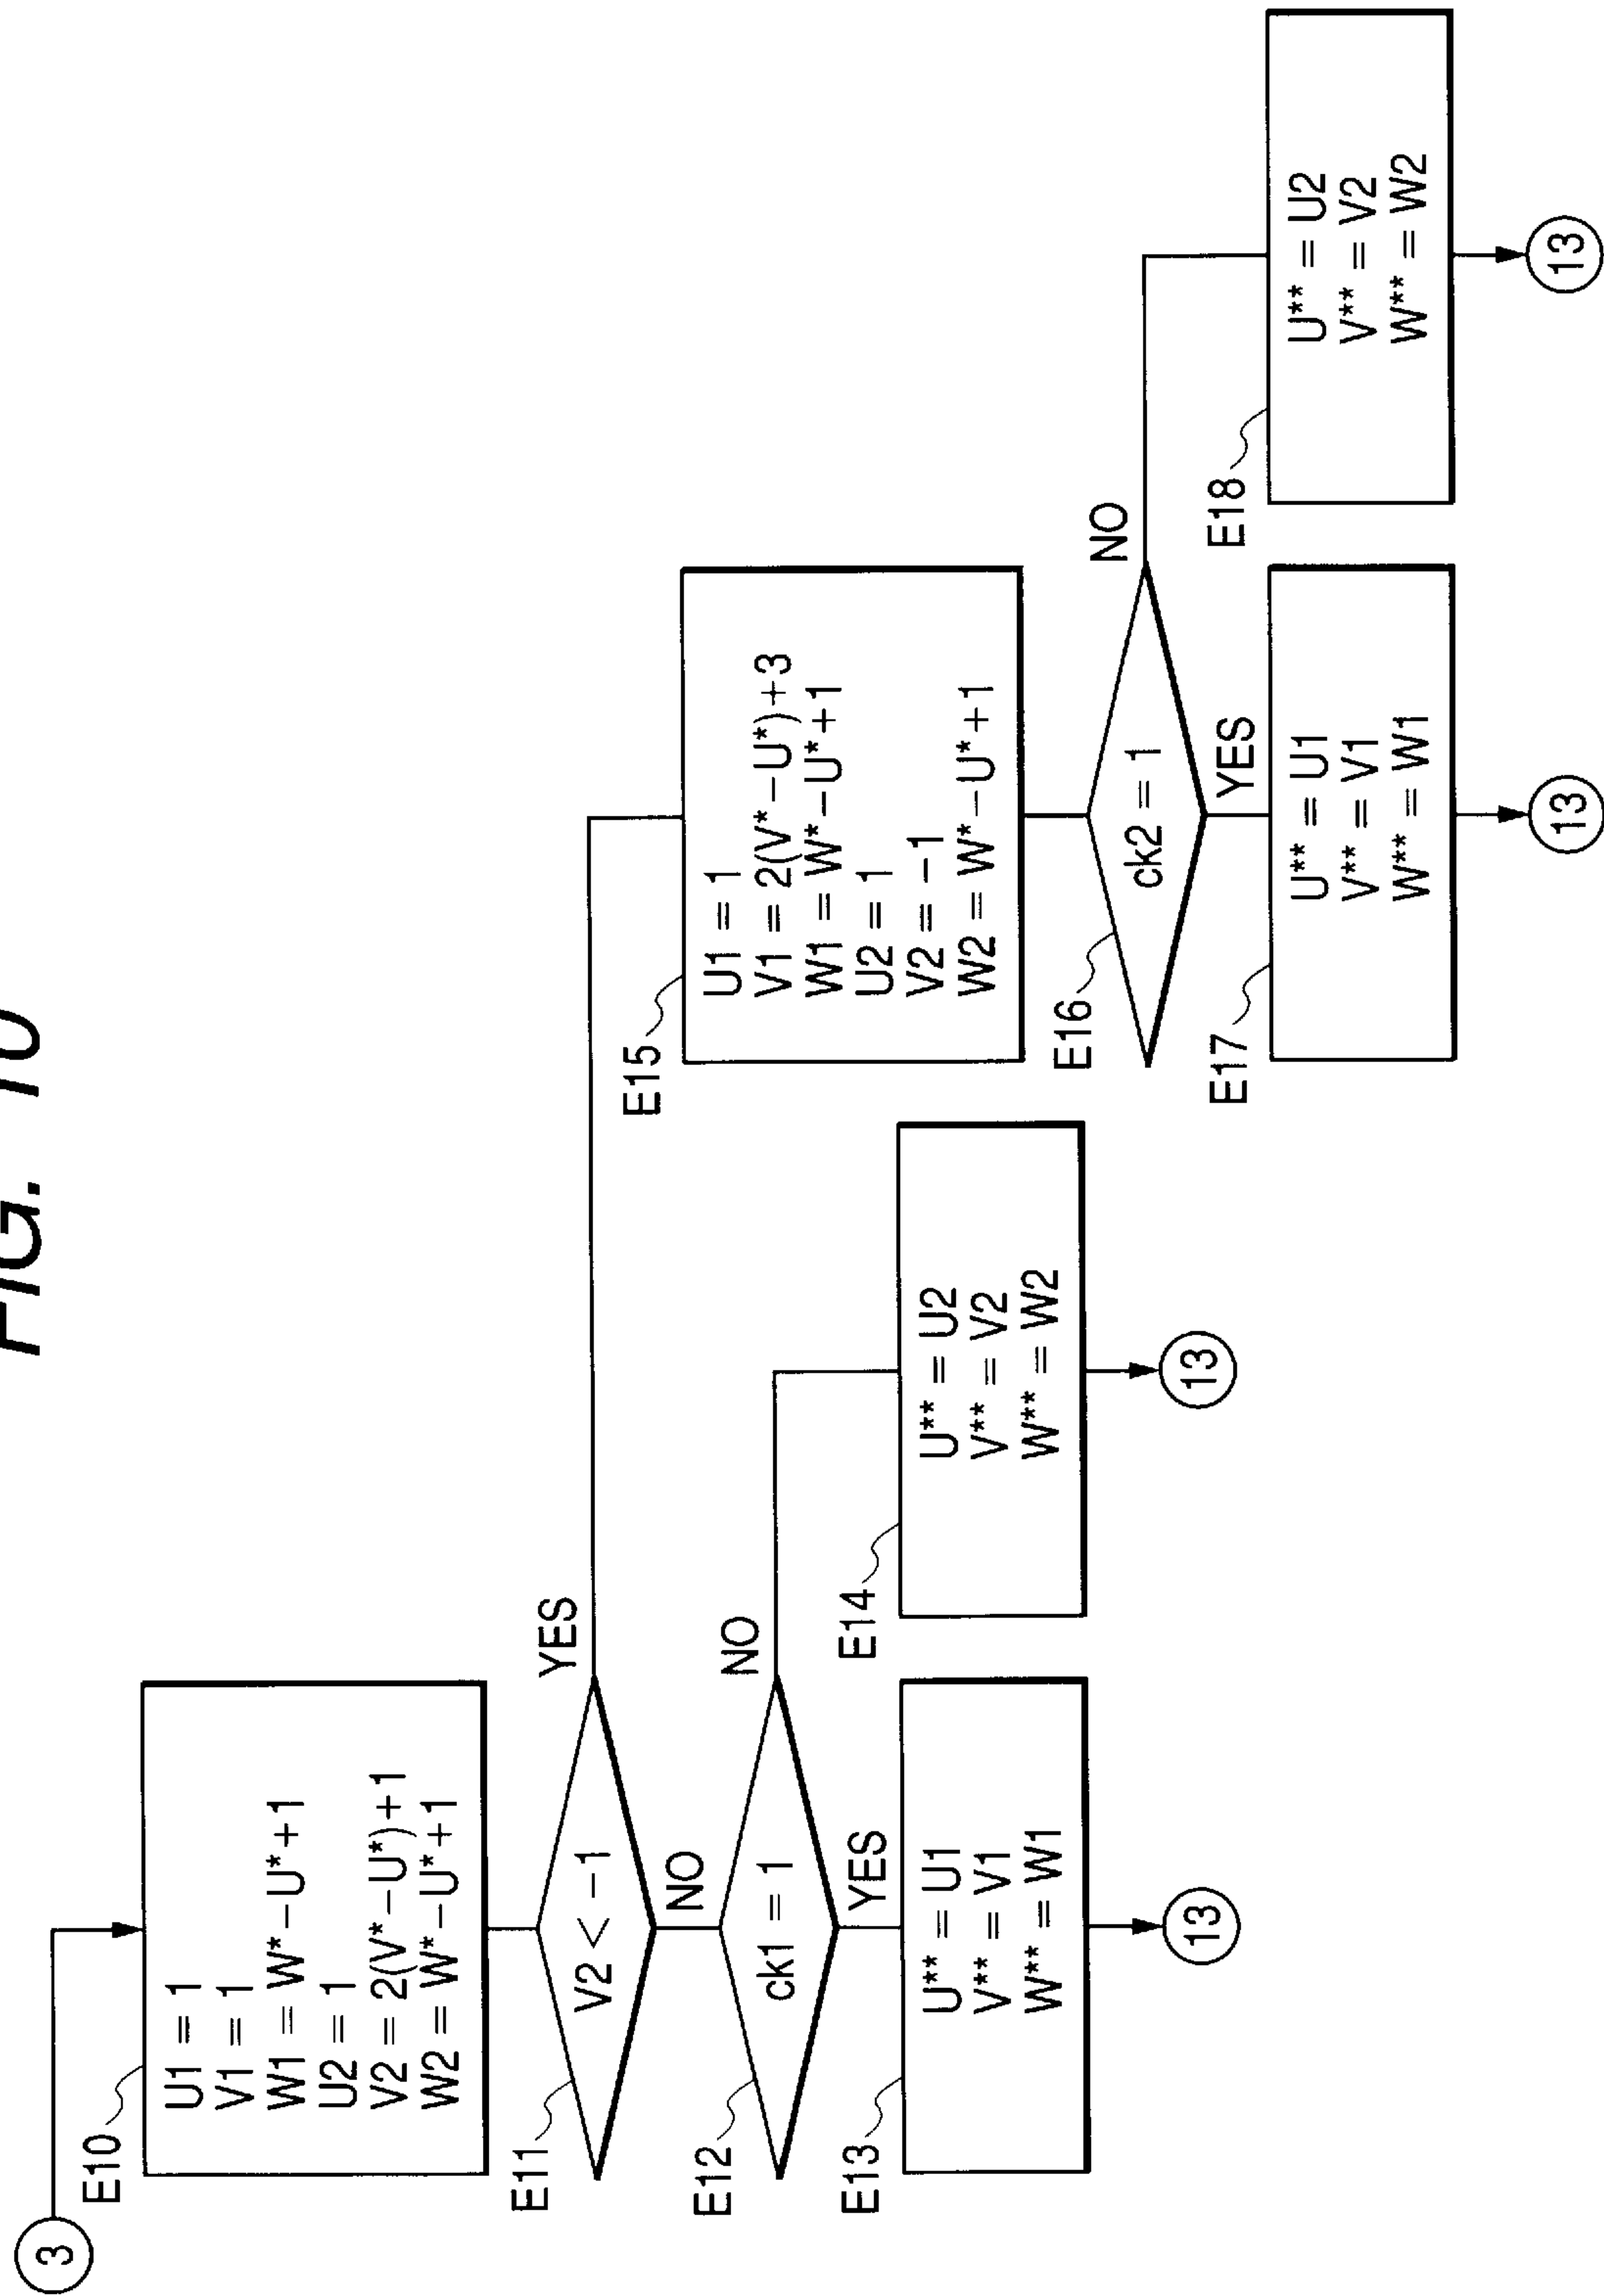 FIG. 10
3
E10
U1 = 1
V1 = 1
W1 = W*−U*+1
U2 = 1
V2 = 2(V*−U*)+1
W2 = W*−U*+1
E11
V2 < −1
YES
NO
E12
ck1 = 1
NO
YES
E13
U** = U1
V** = V1
W** = W1
13
E14
U** = U2
V** = V2
W** = W2
13
E15
U1 = 1
V1 = 2(V*−U*)+3
W1 = W*−U*+1
U2 = 1
V2 = −1
W2 = W*−U*+1
E16
ck2 = 1
NO
YES
E17
U** = U1
V** = V1
W** = W1
13
E18
U** = U2
V** = V2
W** = W2
13